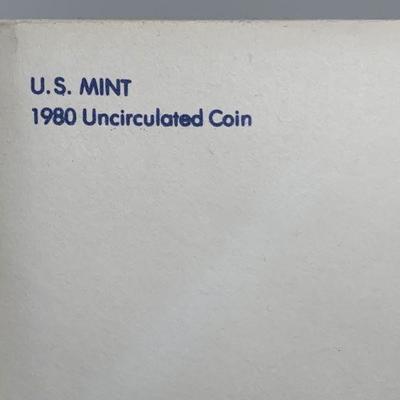 U.S. MINT
1980 Uncirculated Coin